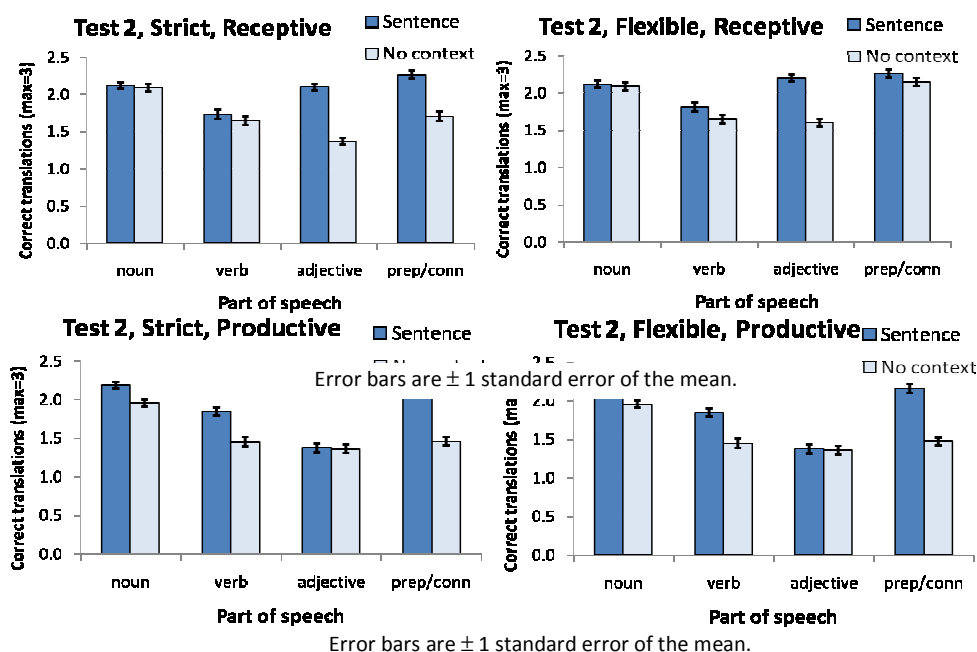 Test 2, Strict, Receptive
Sentence
No context
Correct translations (max=3)
2.5
2.0
1.5
1.0
0.5
0.0
noun verb adjective prep/conn
Part of speech
Test 2, Flexible, Receptive
Sentence
No context
Correct translations (max=3)
2.5
2.0
1.5
1.0
0.5
0.0
noun verb adjective prep/conn
Part of speech
Test 2, Strict, Productive
Sentence
Correct translations (max=3)
2.5
2.0
1.5
1.0
0.5
0.0
noun verb adjective prep/conn
Part of speech
Error bars are ± 1 standard error of the mean.
Test 2, Flexible, Productive
Sentence
No context
Correct translations (ma
2.5
2.0
1.5
1.0
0.5
0.0
noun verb adjective prep/conn
Part of speech
Error bars are ± 1 standard error of the mean.